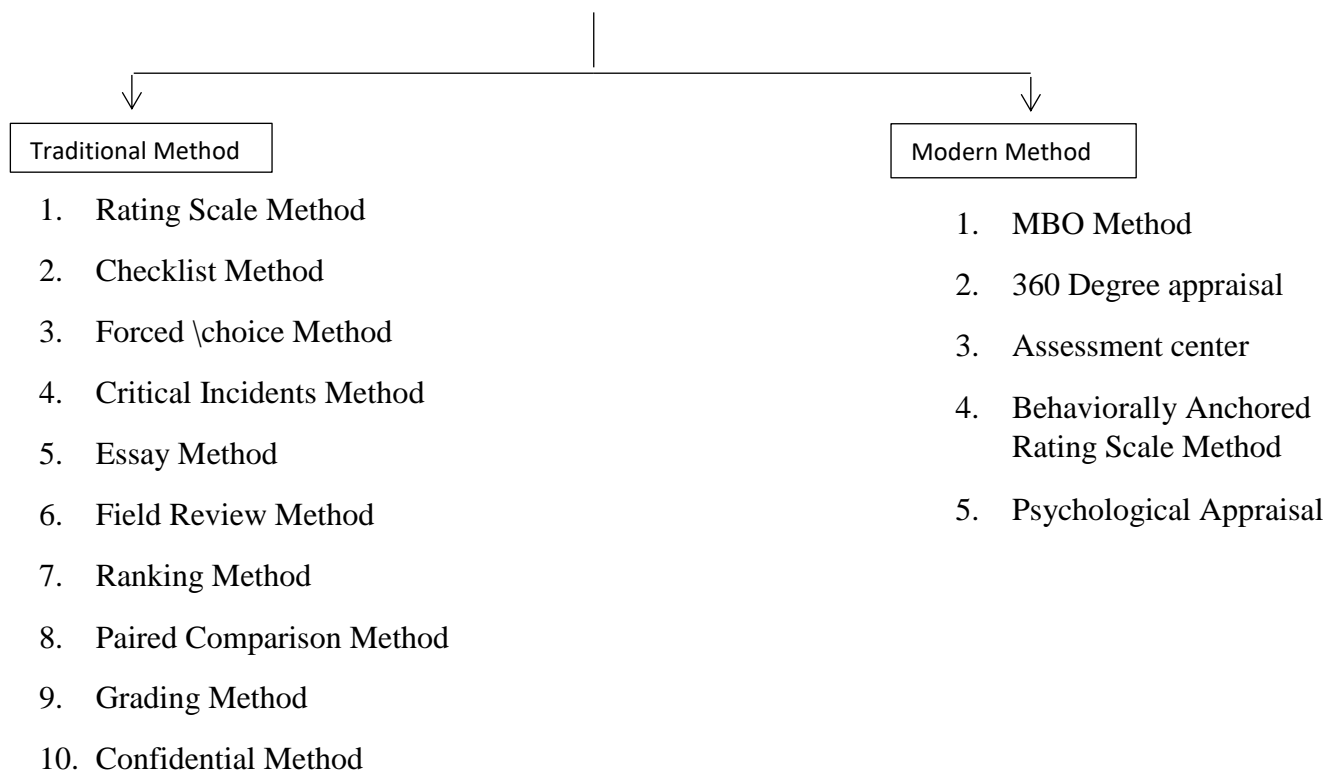 Traditional Method
1. Rating Scale Method
2. Checklist Method
3. Forced \choice Method
4. Critical Incidents Method
5. Essay Method
6. Field Review Method
7. Ranking Method
8. Paired Comparison Method
9. Grading Method
10. Confidential Method
Modern Method
1. MBO Method
2. 360 Degree appraisal
3. Assessment center
4. Behaviorally Anchored
Rating Scale Method
5. Psychological Appraisal